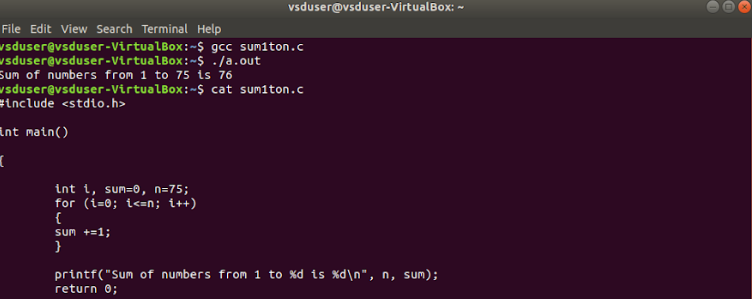 vsduser@vsduser-VirtualBox: ~
File Edit View Search Terminal Help
vsduser@vsduser-VirtualBox:~$ gcc sum1ton.c
vsduser@vsduser-VirtualBox:~$ ./a.out
Sum of numbers from 1 to 75 is 76
vsduser@vsduser-VirtualBox:~$ cat sum1ton.c
#include <stdio.h>
int main()
{
int i, sum=0, n=75;
for (i=0; i<=n; i++)
{
sum +=1;
}
printf("Sum of numbers from 1 to %d is %d\n", n, sum);
return 0;